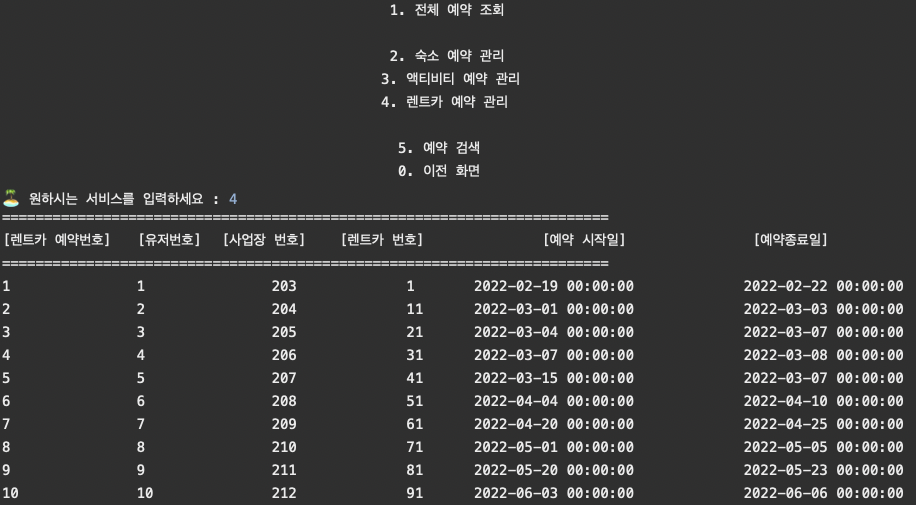 1. 전체 예약 조회
2. 숙소 예약 관리
3. 액티비티 예약 관리
4. 렌트카 예약 관리
5. 예약 검색
0. 이전 화면
🏝 원하시는 서비스를 입력하세요 : 4
========================================================================
[렌트카 예약번호] [유저번호] [사업장 번호] [렌트카 번호] [예약 시작일] [예약종료일]
========================================================================
1 1 203 1 2022-02-19 00:00:00 2022-02-22 00:00:00
2 2 204 11 2022-03-01 00:00:00 2022-03-03 00:00:00
3 3 205 21 2022-03-04 00:00:00 2022-03-07 00:00:00
4 4 206 31 2022-03-07 00:00:00 2022-03-08 00:00:00
5 5 207 41 2022-03-15 00:00:00 2022-03-07 00:00:00
6 6 208 51 2022-04-04 00:00:00 2022-04-10 00:00:00
7 7 209 61 2022-04-20 00:00:00 2022-04-25 00:00:00
8 8 210 71 2022-05-01 00:00:00 2022-05-05 00:00:00
9 9 211 81 2022-05-20 00:00:00 2022-05-23 00:00:00
10 10 212 91 2022-06-03 00:00:00 2022-06-06 00:00:00